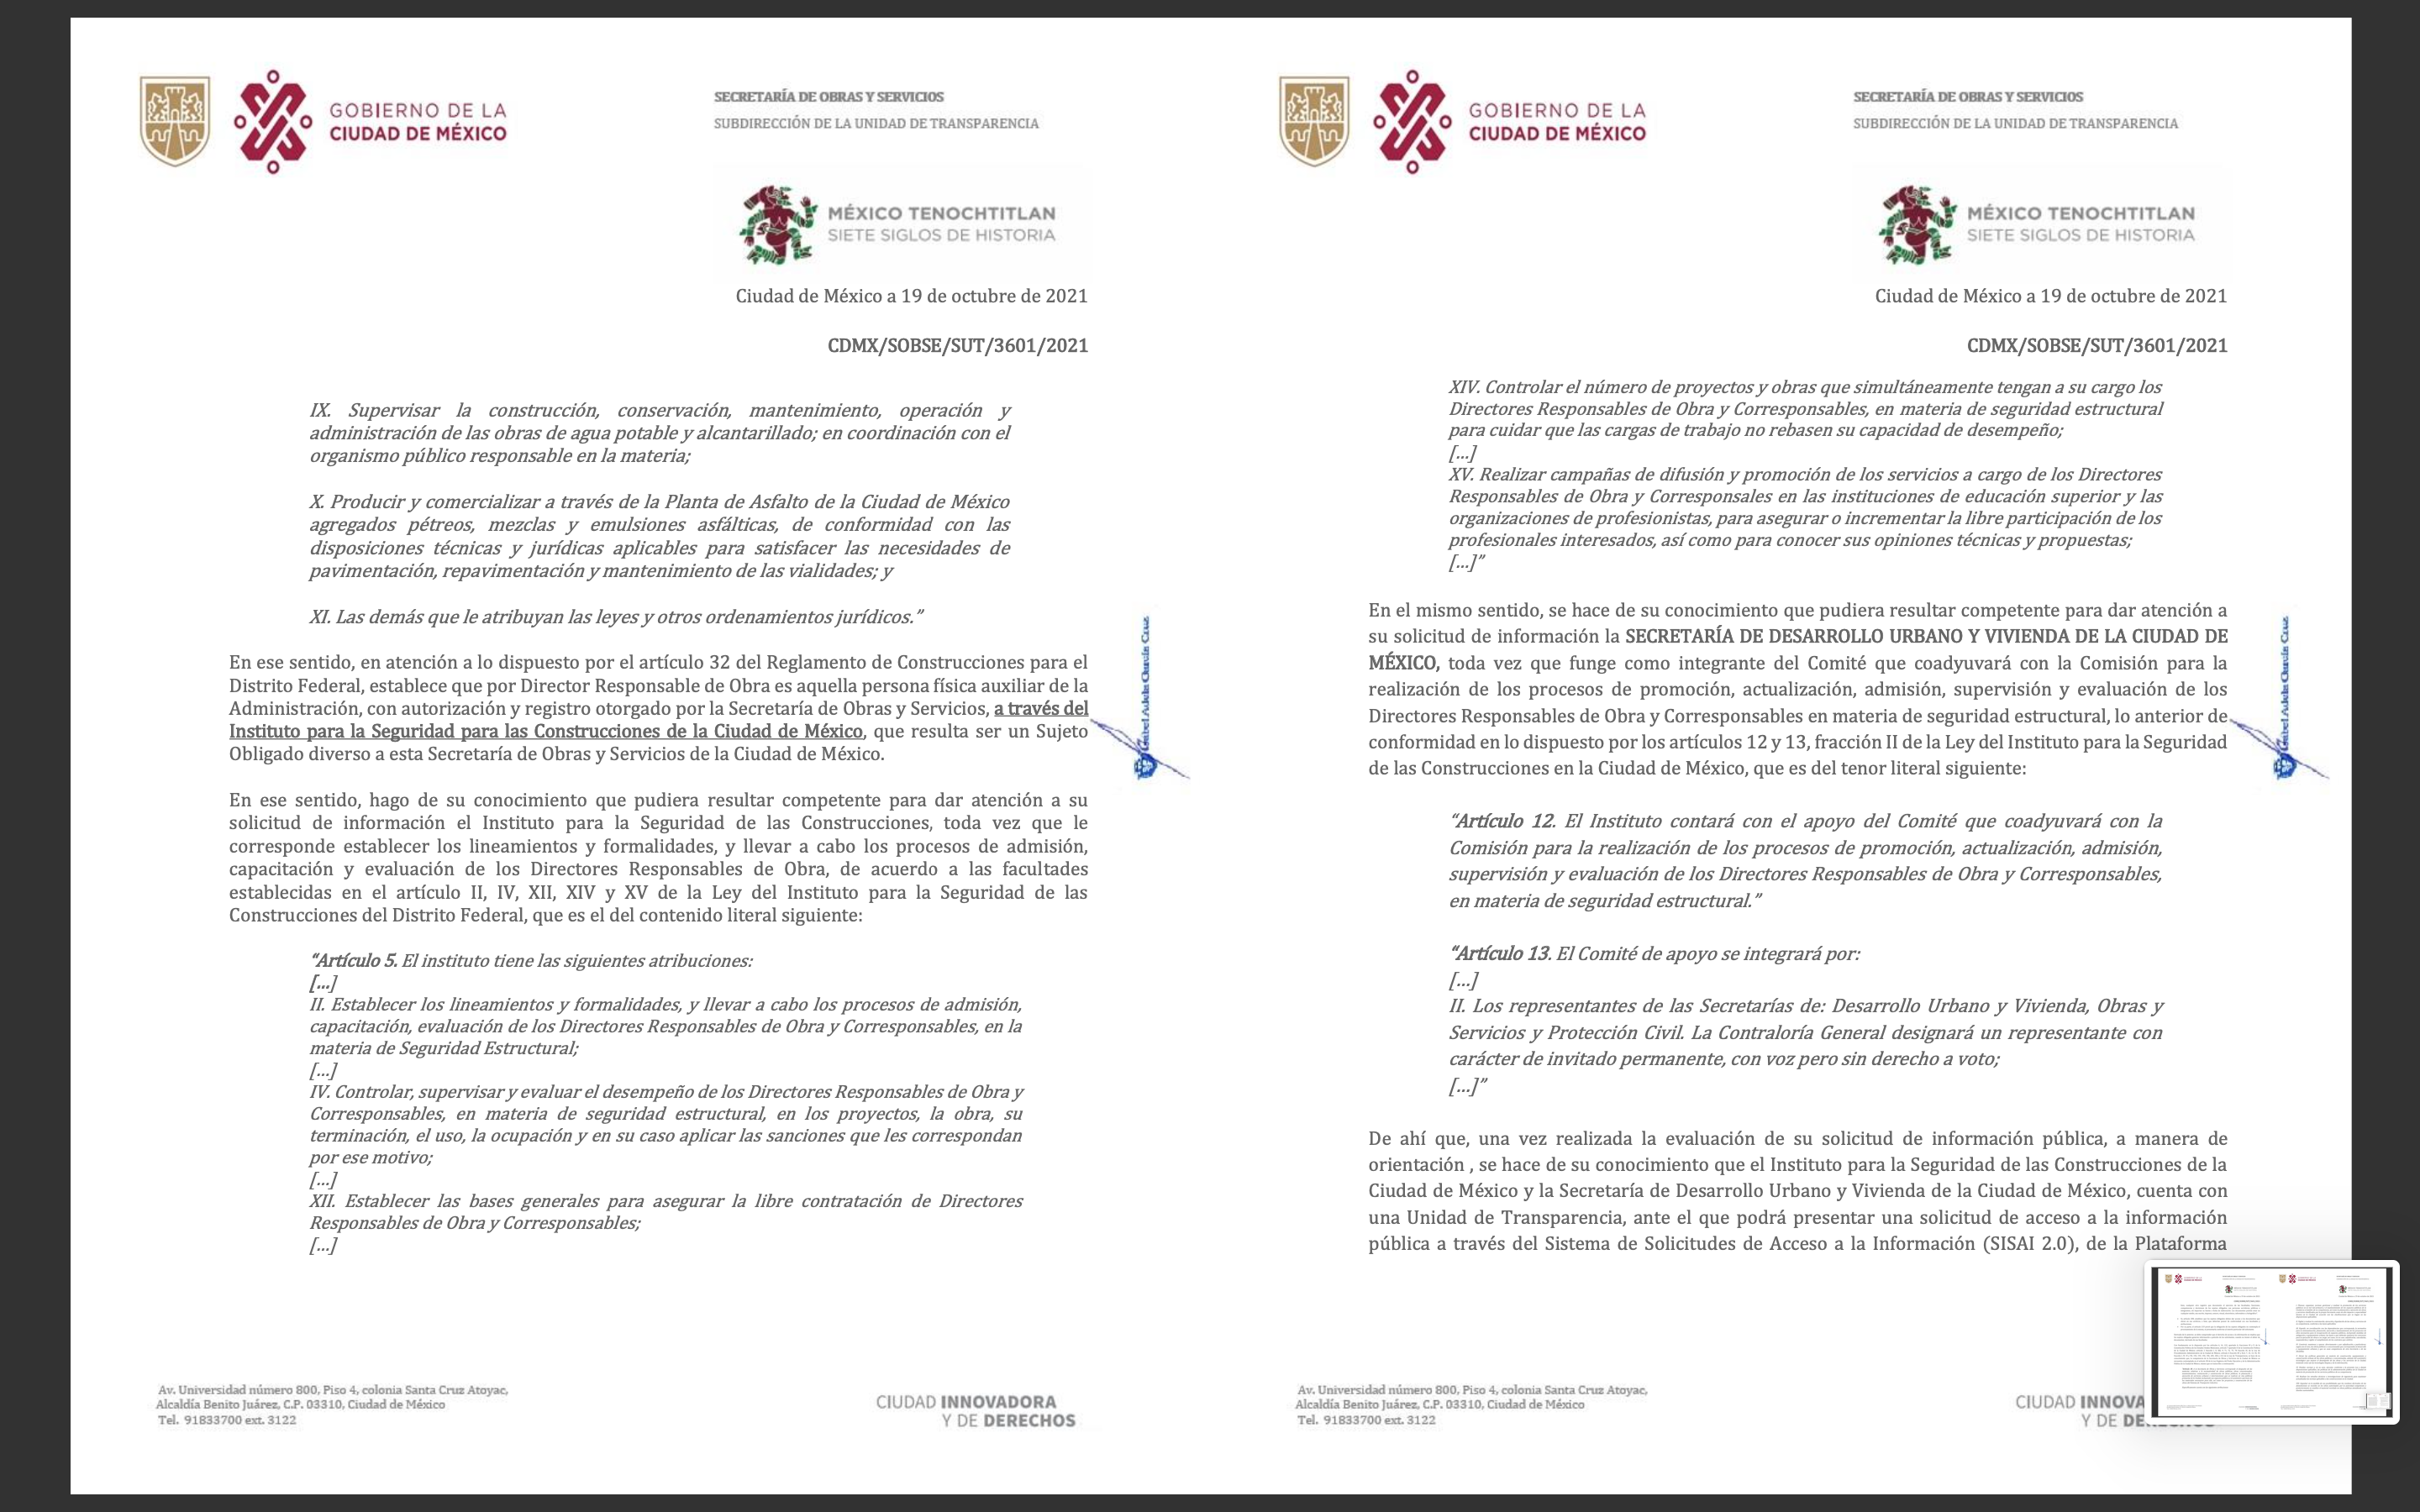 GOBIERNO DE LA
CIUDAD DE MÉXICO
SECRETARÍA DE OBRAS Y SERVICIOS
SUBDIRECCIÓN DE LA UNIDAD DE TRANSPARENCIA
MÉXICO TENOCHTITLAN
SIETE SIGLOS DE HISTORIA
Ciudad de México a 19 de octubre de 2021
CDMX/SOBSE/SUT/3601/2021
IX. Supervisar la construcción, conservación, mantenimiento, operación y
administración de las obras de agua potable y alcantarillado; en coordinación con el
organismo público responsable en la materia;
X. Producir y comercializar a través de la Planta de Asfalto de la Ciudad de México
agregados pétreos, mezclas y emulsiones asfálticas, de conformidad con las
disposiciones técnicas y jurídicas aplicables para satisfacer las necesidades de
pavimentación, repavimentación y mantenimiento de las vialidades; y
XI. Las demás que le atribuyan las leyes y otros ordenamientos jurídicos.”
En ese sentido, en atención a lo dispuesto por el artículo 32 del Reglamento de Construcciones para el
Distrito Federal, establece que por Director Responsable de Obra es aquella persona física auxiliar de la
Administración, con autorización y registro otorgado por la Secretaría de Obras y Servicios, a través del
Instituto para la Seguridad para las Construcciones de la Ciudad de México, que resulta ser un Sujeto
Obligado diverso a esta Secretaría de Obras y Servicios de la Ciudad de México.
En ese sentido, hago de su conocimiento que pudiera resultar competente para dar atención a su
solicitud de información el Instituto para la Seguridad de las Construcciones, toda vez que le
corresponde establecer los lineamientos y formalidades, y llevar a cabo los procesos de admisión,
capacitación y evaluación de los Directores Responsables de Obra, de acuerdo a las facultades
establecidas en el artículo II, IV, XII, XIV y XV de la Ley del Instituto para la Seguridad de las
Construcciones del Distrito Federal, que es el del contenido literal siguiente:
“Artículo 5. El instituto tiene las siguientes atribuciones:
[...]
II. Establecer los lineamientos y formalidades, y llevar a cabo los procesos de admisión,
capacitación, evaluación de los Directores Responsables de Obra y Corresponsables, en la
materia de Seguridad Estructural;
[...]
IV. Controlar, supervisar y evaluar el desempeño de los Directores Responsables de Obra y
Corresponsables, en materia de seguridad estructural, en los proyectos, la obra, su
terminación, el uso, la ocupación y en su caso aplicar las sanciones que les correspondan
por ese motivo;
[...]
XII. Establecer las bases generales para asegurar la libre contratación de Directores
Responsables de Obra y Corresponsables;
[...]
Isabel Adela García Cruz
Av. Universidad número 800, Piso 4, colonia Santa Cruz Atoyac,
Alcaldía Benito Juárez, C.P. 03310, Ciudad de México
Tel. 91833700 ext. 3122
CIUDAD INNOVADORA
Y DE DERECHOS
GOBIERNO DE LA
CIUDAD DE MÉXICO
SECRETARÍA DE OBRAS Y SERVICIOS
SUBDIRECCIÓN DE LA UNIDAD DE TRANSPARENCIA
MÉXICO TENOCHTITLAN
SIETE SIGLOS DE HISTORIA
Ciudad de México a 19 de octubre de 2021
CDMX/SOBSE/SUT/3601/2021
XIV. Controlar el número de proyectos y obras que simultáneamente tengan a su cargo los
Directores Responsables de Obra y Corresponsables, en materia de seguridad estructural
para cuidar que las cargas de trabajo no rebasen su capacidad de desempeño;
[...]
XV. Realizar campañas de difusión y promoción de los servicios a cargo de los Directores
Responsables de Obra y Corresponsales en las instituciones de educación superior y las
organizaciones de profesionistas, para asegurar o incrementar la libre participación de los
profesionales interesados, así como para conocer sus opiniones técnicas y propuestas;
[...]”
En el mismo sentido, se hace de su conocimiento que pudiera resultar competente para dar atención a
su solicitud de información la SECRETARÍA DE DESARROLLO URBANO Y VIVIENDA DE LA CIUDAD DE
MÉXICO, toda vez que funge como integrante del Comité que coadyuvará con la Comisión para la
realización de los procesos de promoción, actualización, admisión, supervisión y evaluación de los
Directores Responsables de Obra y Corresponsables en materia de seguridad estructural, lo anterior de
conformidad en lo dispuesto por los artículos 12 y 13, fracción II de la Ley del Instituto para la Seguridad
de las Construcciones en la Ciudad de México, que es del tenor literal siguiente:
“Artículo 12. El Instituto contará con el apoyo del Comité que coadyuvará con la
Comisión para la realización de los procesos de promoción, actualización, admisión,
supervisión y evaluación de los Directores Responsables de Obra y Corresponsables,
en materia de seguridad estructural.”
“Artículo 13. El Comité de apoyo se integrará por:
[...]
II. Los representantes de las Secretarías de: Desarrollo Urbano y Vivienda, Obras y
Servicios y Protección Civil. La Contraloría General designará un representante con
carácter de invitado permanente, con voz pero sin derecho a voto;
[...]”
De ahí que, una vez realizada la evaluación de su solicitud de información pública, a manera de
orientación , se hace de su conocimiento que el Instituto para la Seguridad de las Construcciones de la
Ciudad de México y la Secretaría de Desarrollo Urbano y Vivienda de la Ciudad de México, cuenta con
una Unidad de Transparencia, ante el que podrá presentar una solicitud de acceso a la información
pública a través del Sistema de Solicitudes de Acceso a la Información (SISAI 2.0), de la Plataforma
Isabel Adela García Cruz
Av. Universidad número 800, Piso 4, colonia Santa Cruz Atoyac,
Alcaldía Benito Juárez, C.P. 03310, Ciudad de México
Tel. 91833700 ext. 3122
CIUDAD INNOVA
Y DE DE